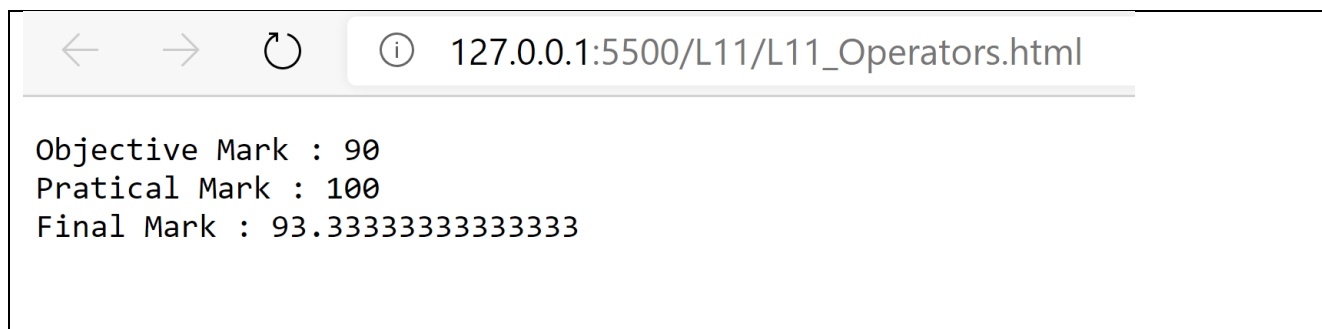 127.0.0.1:5500/L11/L11_Operators.html
Objective Mark : 90
Pratical Mark : 100
Final Mark : 93.33333333333333